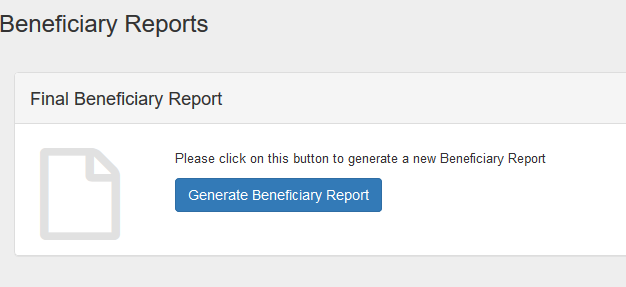 Beneficiary Reports
Final Beneficiary Report
Please click on this button to generate a new Beneficiary Report
Generate Beneficiary Report